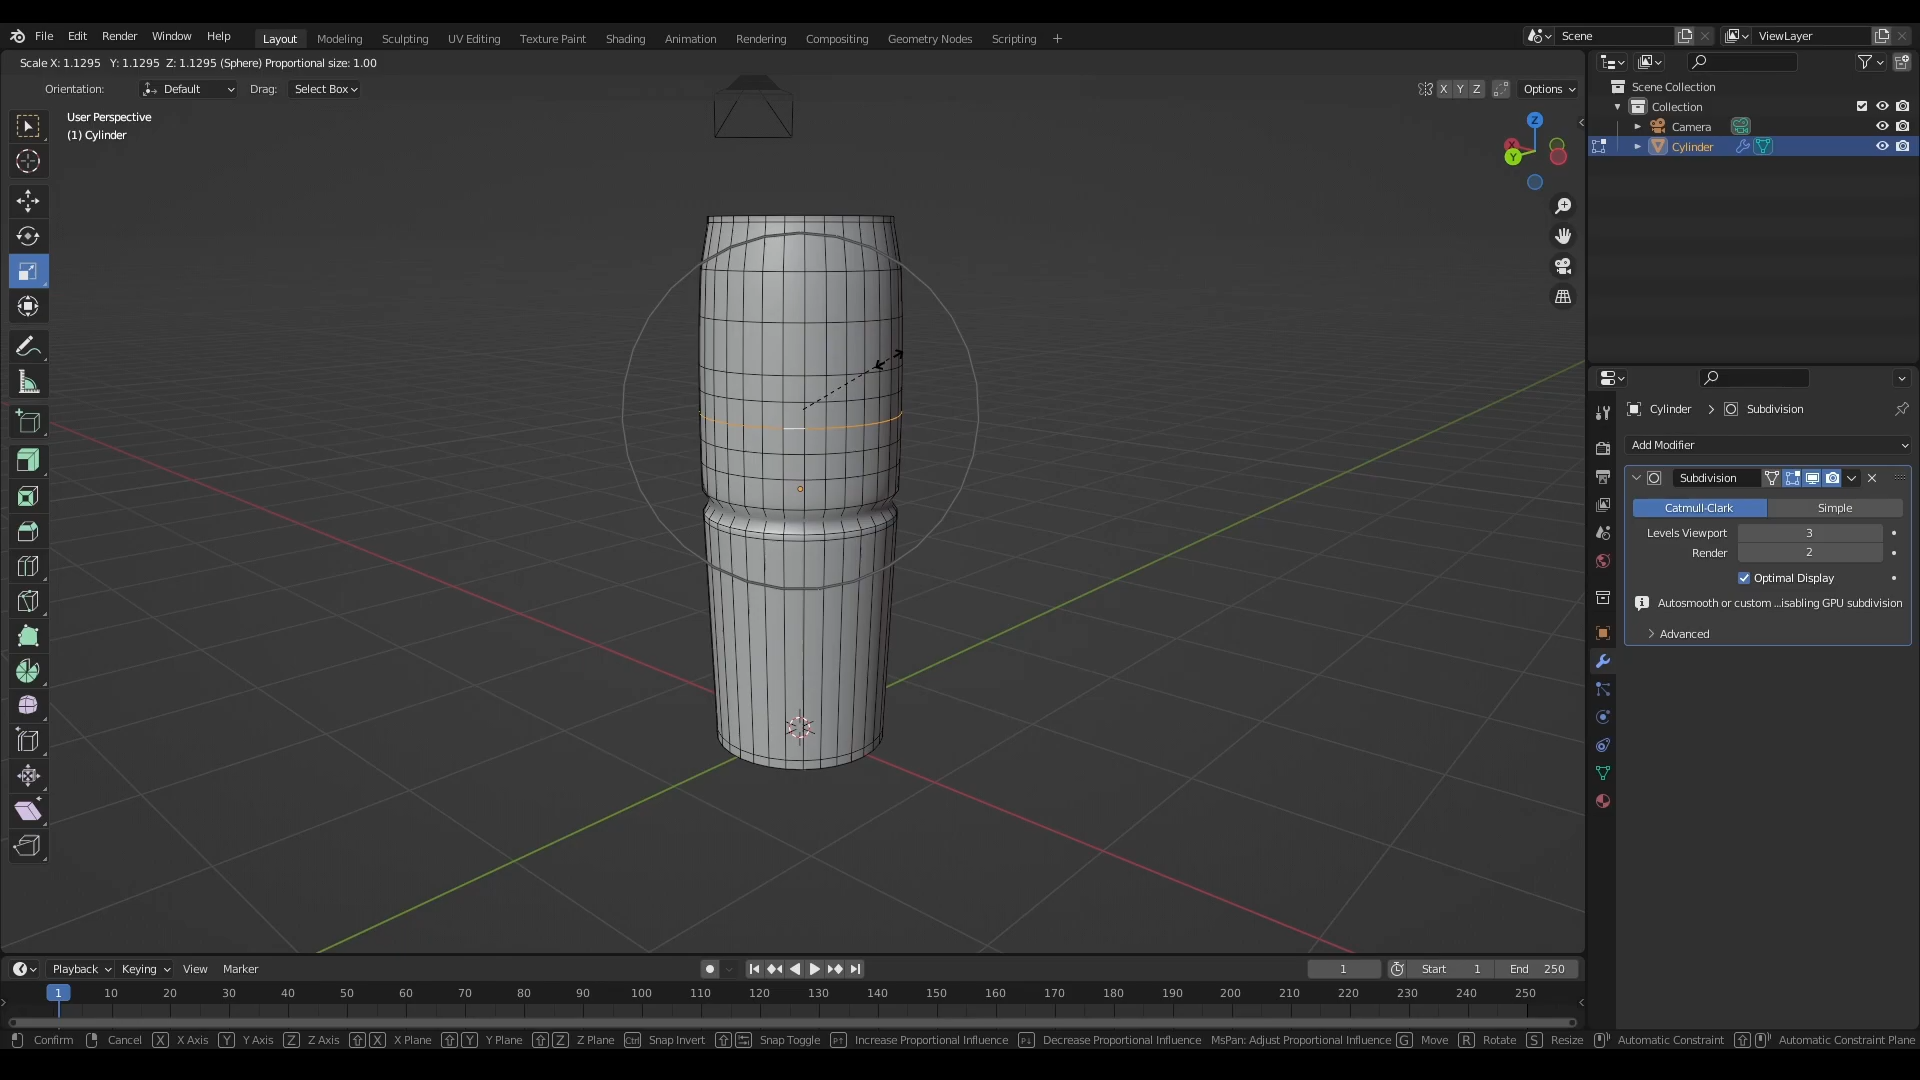 File Edit Render Window Help Layout Modeling Sculpting UV Editing Texture Paint Shading Animation Rendering Compositing Geometry Nodes Scripting + Scene ViewLayer
Scale X: 1.1295 Y: 1.1295 Z: 1.1295 (Sphere) Proportional size: 1.00
Orientation: Default Drag: Select Box X Y Z Options
User Perspective
(1) Cylinder
Z
X
Y
Scene Collection
Collection
Camera
Cylinder
Cylinder > Subdivision
Add Modifier
Subdivision
Catmull-Clark Simple
Levels Viewport 3
Render 2
Optimal Display
Autosmooth or custom ...isabling GPU subdivision
Advanced
Playback Keying View Marker 1 Start 1 End 250
1 10 20 30 40 50 60 70 80 90 100 110 120 130 140 150 160 170 180 190 200 210 220 230 240 250
Confirm Cancel X X Axis Y Y Axis Z Z Axis X X Plane Y Y Plane Z Z Plane Ctrl Snap Invert Snap Toggle Increase Proportional Influence Decrease Proportional Influence MsPan: Adjust Proportional Influence G Move R Rotate S Resize Automatic Constraint Automatic Constraint Plane